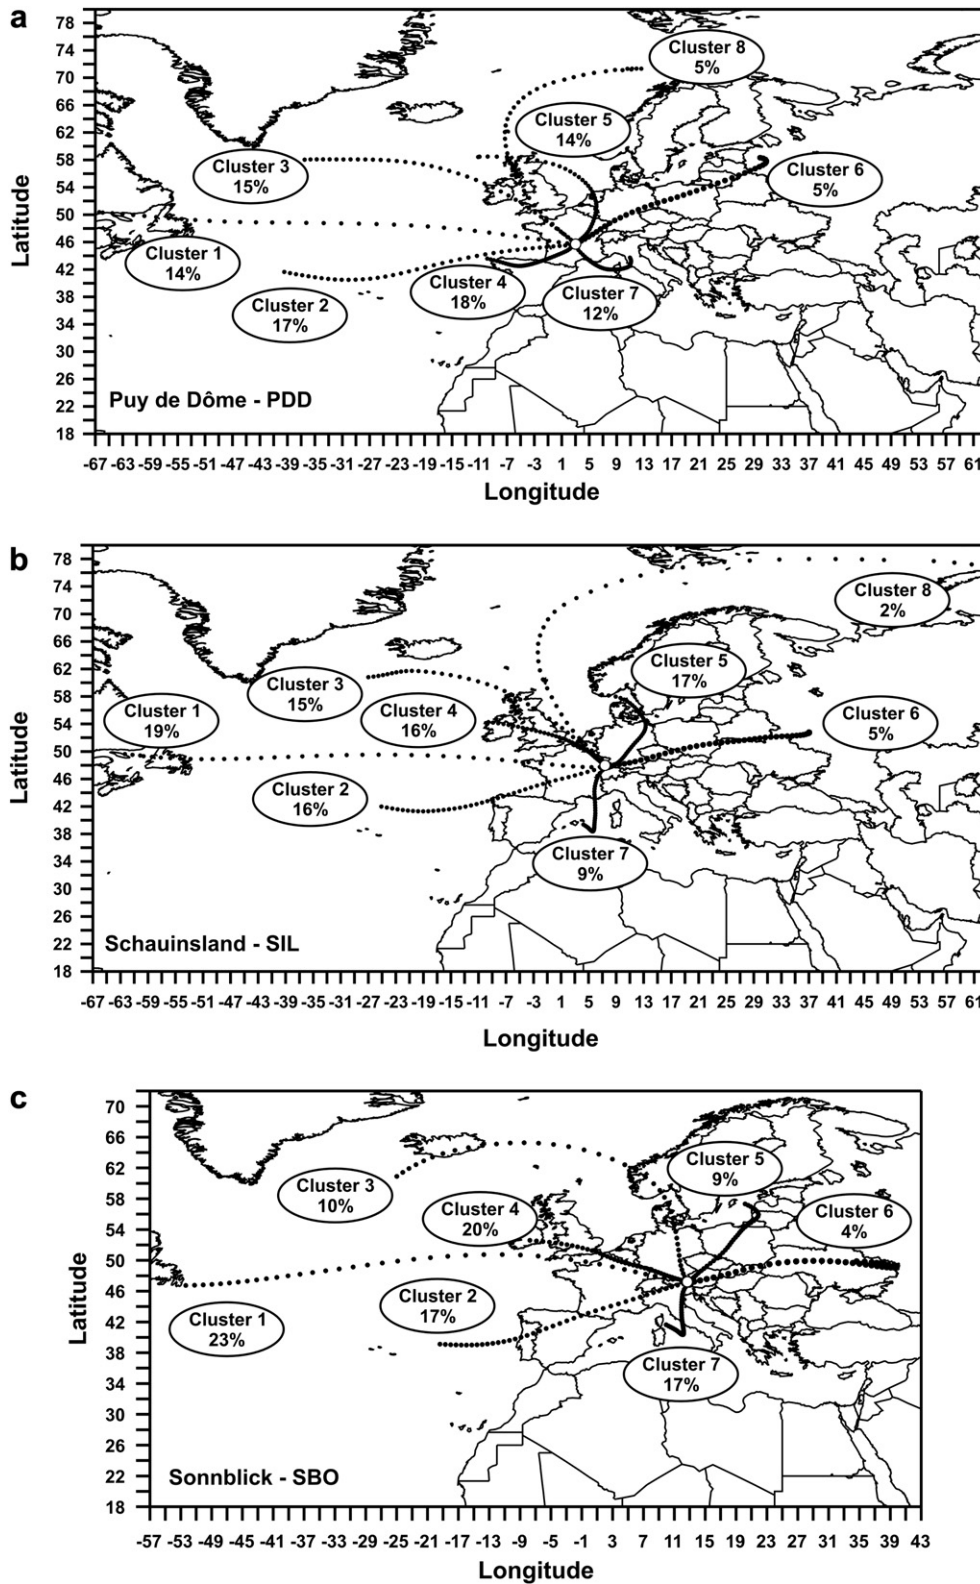 a
80
76
72
70
66
62
58
54
50
46
42
38
34
30
26
22
18
Latitude
Cluster 8
5%
Cluster 5
14%
Cluster 3
15%
Cluster 6
5%
Cluster 1
14%
Cluster 2
17%
Cluster 4
18%
Cluster 7
12%
Puy de Dôme - PDD
-67 -63 -59 -55 -51 -47 -43 -39 -35 -31 -27 -23 -19 -15 -11 -7 -3 1 5 9 13 17 21 25 29 33 37 41 45 49 53 57 61
Longitude
b
78
74
70
66
62
58
54
50
46
42
38
34
30
26
22
18
Latitude
Cluster 8
2%
Cluster 5
17%
Cluster 3
15%
Cluster 1
19%
Cluster 4
16%
Cluster 6
5%
Cluster 2
16%
Cluster 7
9%
Schauinsland - SIL
-67 -63 -59 -55 -51 -47 -43 -39 -35 -31 -27 -23 -19 -15 -11 -7 -3 1 5 9 13 17 21 25 29 33 37 41 45 49 53 57 61
Longitude
c
70
66
62
58
54
50
46
42
38
34
30
26
22
18
Latitude
Cluster 5
9%
Cluster 3
10%
Cluster 4
20%
Cluster 6
4%
Cluster 2
17%
Cluster 1
23%
Cluster 7
17%
Sonnblick - SBO
-57 -53 -49 -45 -41 -37 -33 -29 -25 -21 -17 -13 -9 -5 -1 3 7 11 15 19 23 27 31 35 39 43
Longitude